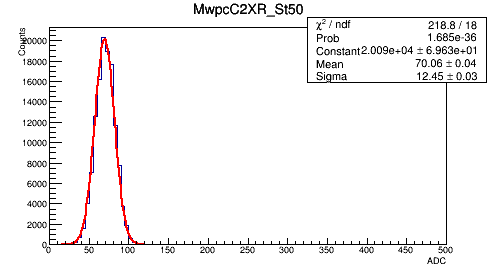 MwpcC2XR_St50
χ² / ndf 218.8 / 18
Prob 1.685e-36
Constant 2.009e+04 ± 6.963e+01
Mean 70.06 ± 0.04
Sigma 12.45 ± 0.03
Counts
20000
18000
16000
14000
12000
10000
8000
6000
4000
2000
0
0 50 100 150 200 250 300 350 400 450 500
ADC